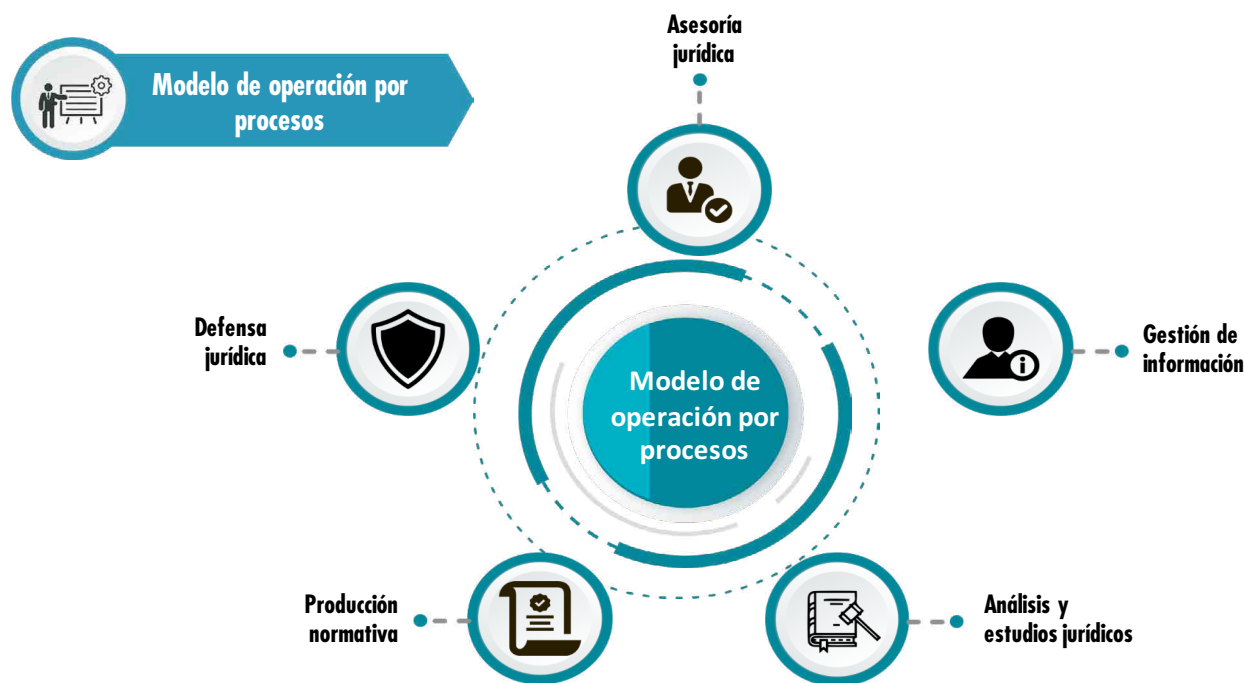 Modelo de operación por
procesos
Asesoría
jurídica
Defensa
jurídica
Gestión de
información
Modelo de
operación por
procesos
Producción
normativa
Análisis y
estudios jurídicos